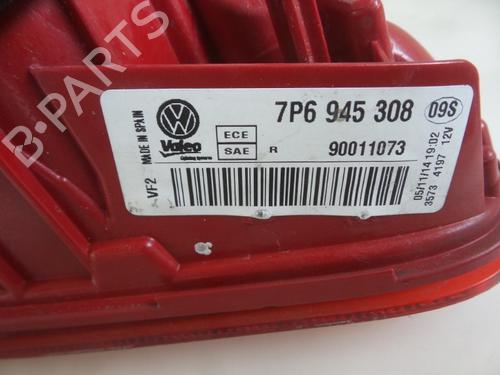 7P6 945 308
09S
MADE IN SPAIN
VF2
Valeo
ECE
SAE
R
90011073
05/11/14 19:02
3573 4197 12V
B-Parts